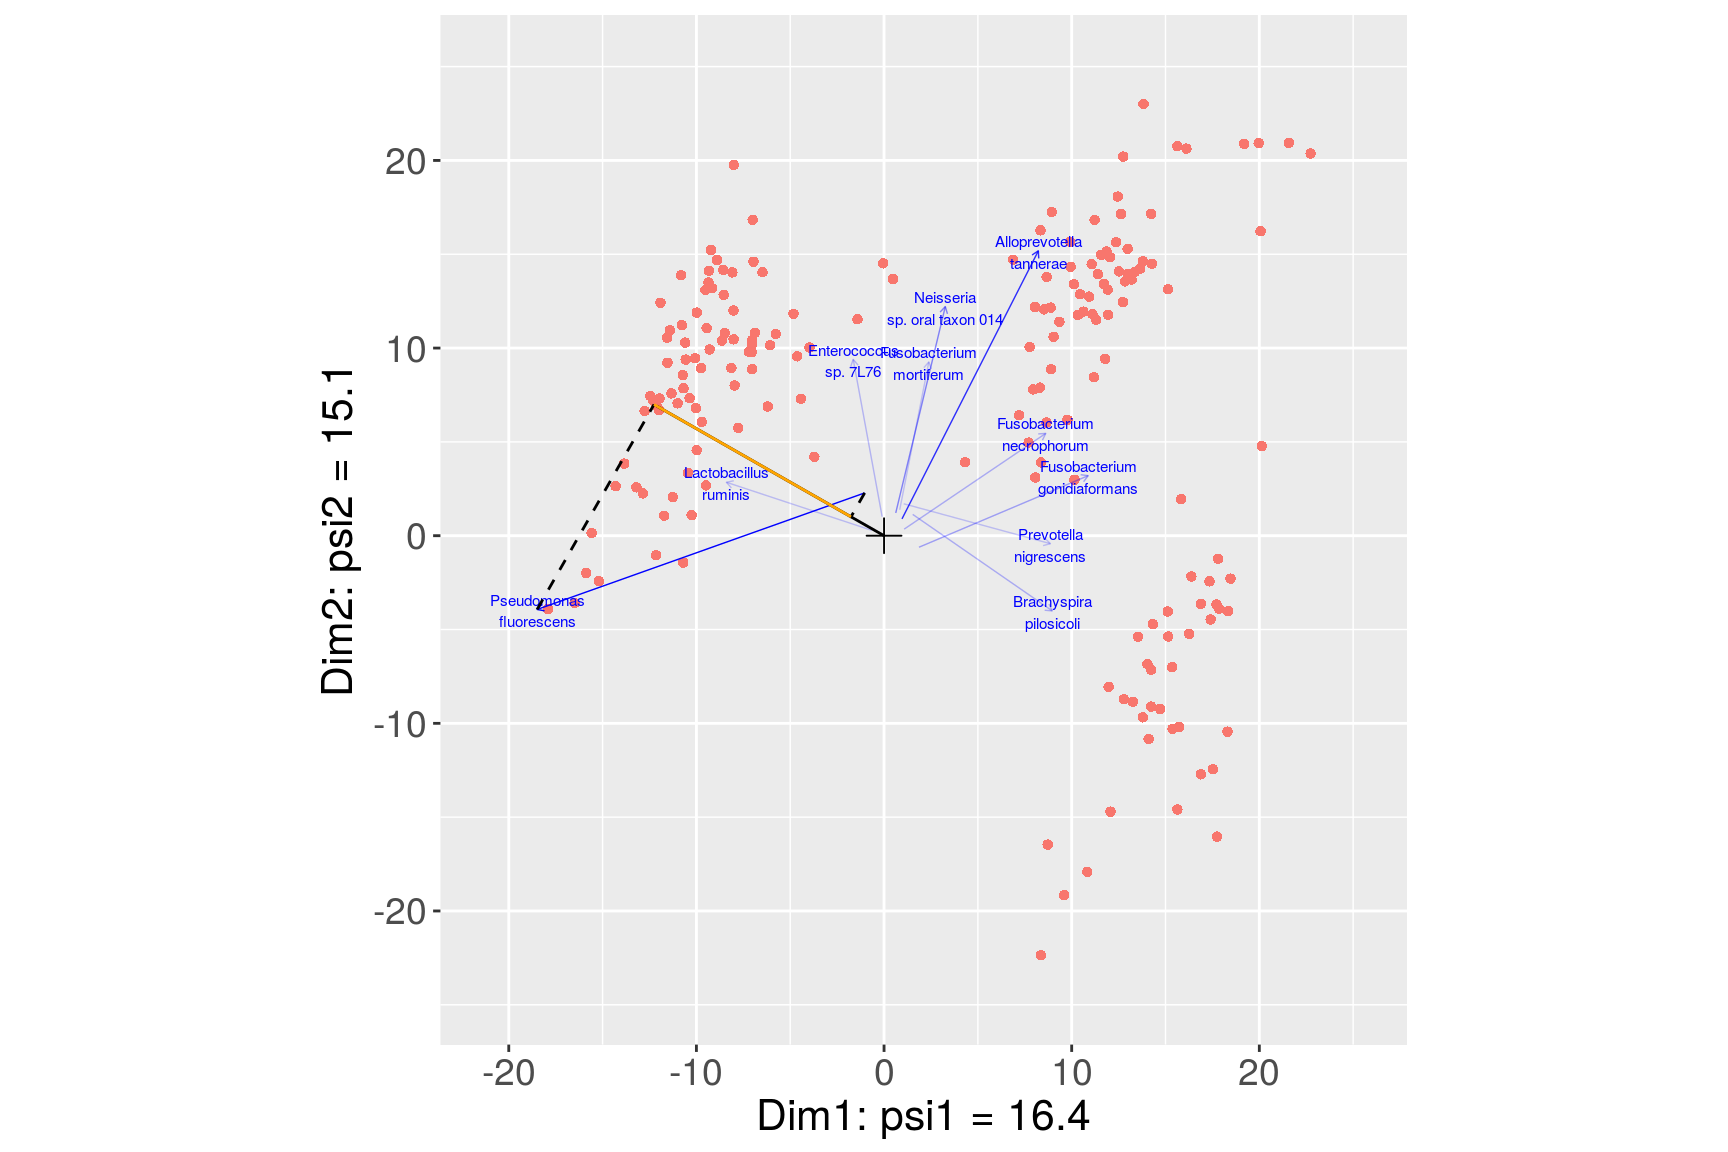 20
10
0
-10
-20
Dim2: psi2 = 15.1
Alloprevotella
tannerae
Neisseria
sp. oral taxon 014
Enterococcus
sp. 7L76
Fusobacterium
mortiferum
Fusobacterium
necrophorum
Fusobacterium
gonidiaformans
Lactobacillus
ruminis
Prevotella
nigrescens
Pseudomonas
fluorescens
Brachyspira
pilosicoli
-20 -10 0 10 20
Dim1: psi1 = 16.4